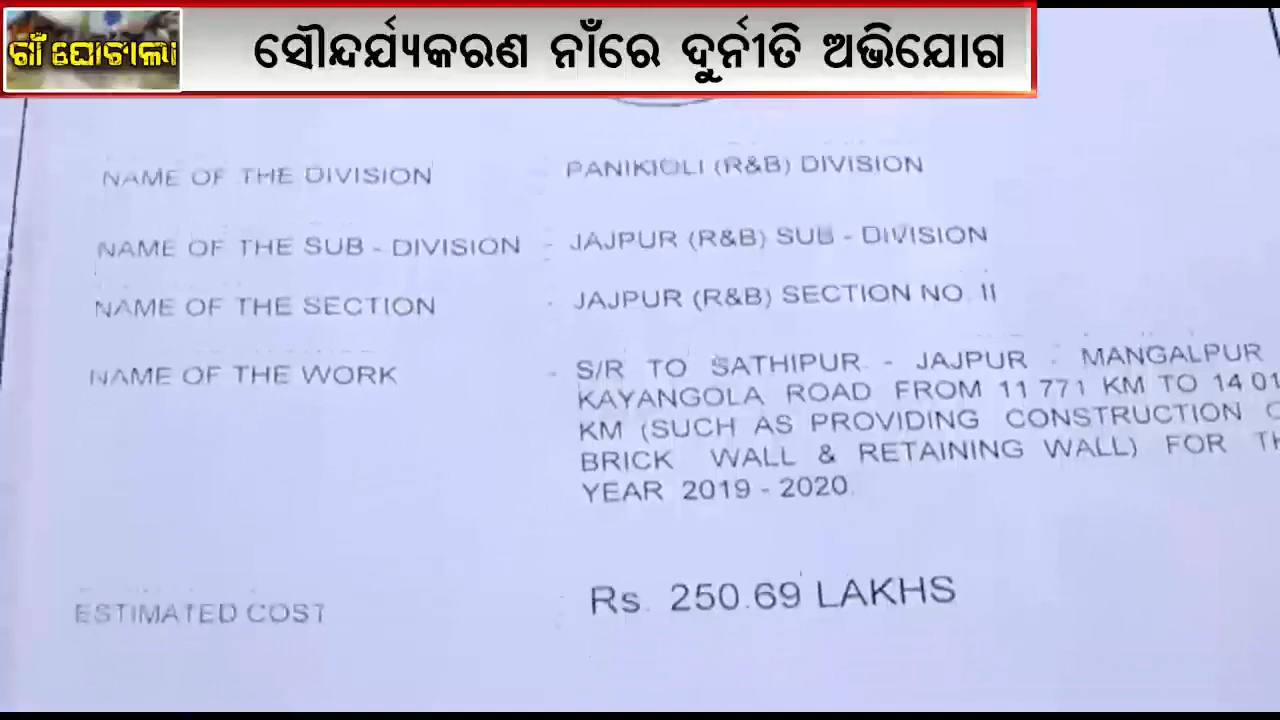 ଗାଁ ଘୋଟାଲା
ସୌନ୍ଦର୍ଯ୍ୟକରଣ ନାଁରେ ଦୁର୍ନୀତି ଅଭିଯୋଗ
NAME OF THE DIVISION PANIKIOLI (R&B) DIVISION
NAME OF THE SUB - DIVISION - JAJPUR (R&B) SUB - DIVISION
NAME OF THE SECTION - JAJPUR (R&B) SECTION NO. II
NAME OF THE WORK - S/R TO SATHIPUR - JAJPUR - MANGALPUR
KAYANGOLA ROAD FROM 11 771 KM TO 14 01
KM (SUCH AS PROVIDING CONSTRUCTION
BRICK WALL & RETAINING WALL) FOR
YEAR 2019 - 2020.
ESTIMATED COST Rs. 250.69 LAKHS